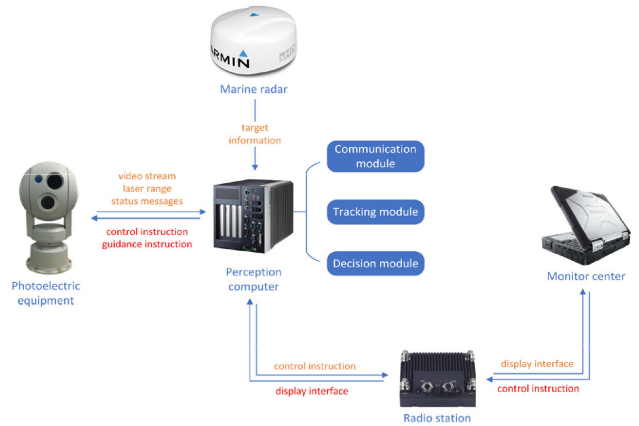 ARMIN
Marine radar
target
information
Communication
module
video stream
laser range
status messages
Tracking module
control instruction
guidance instruction
Decision module
Photoelectric
equipment
Perception
computer
Monitor center
control instruction
display interface
display interface
control instruction
Radio station